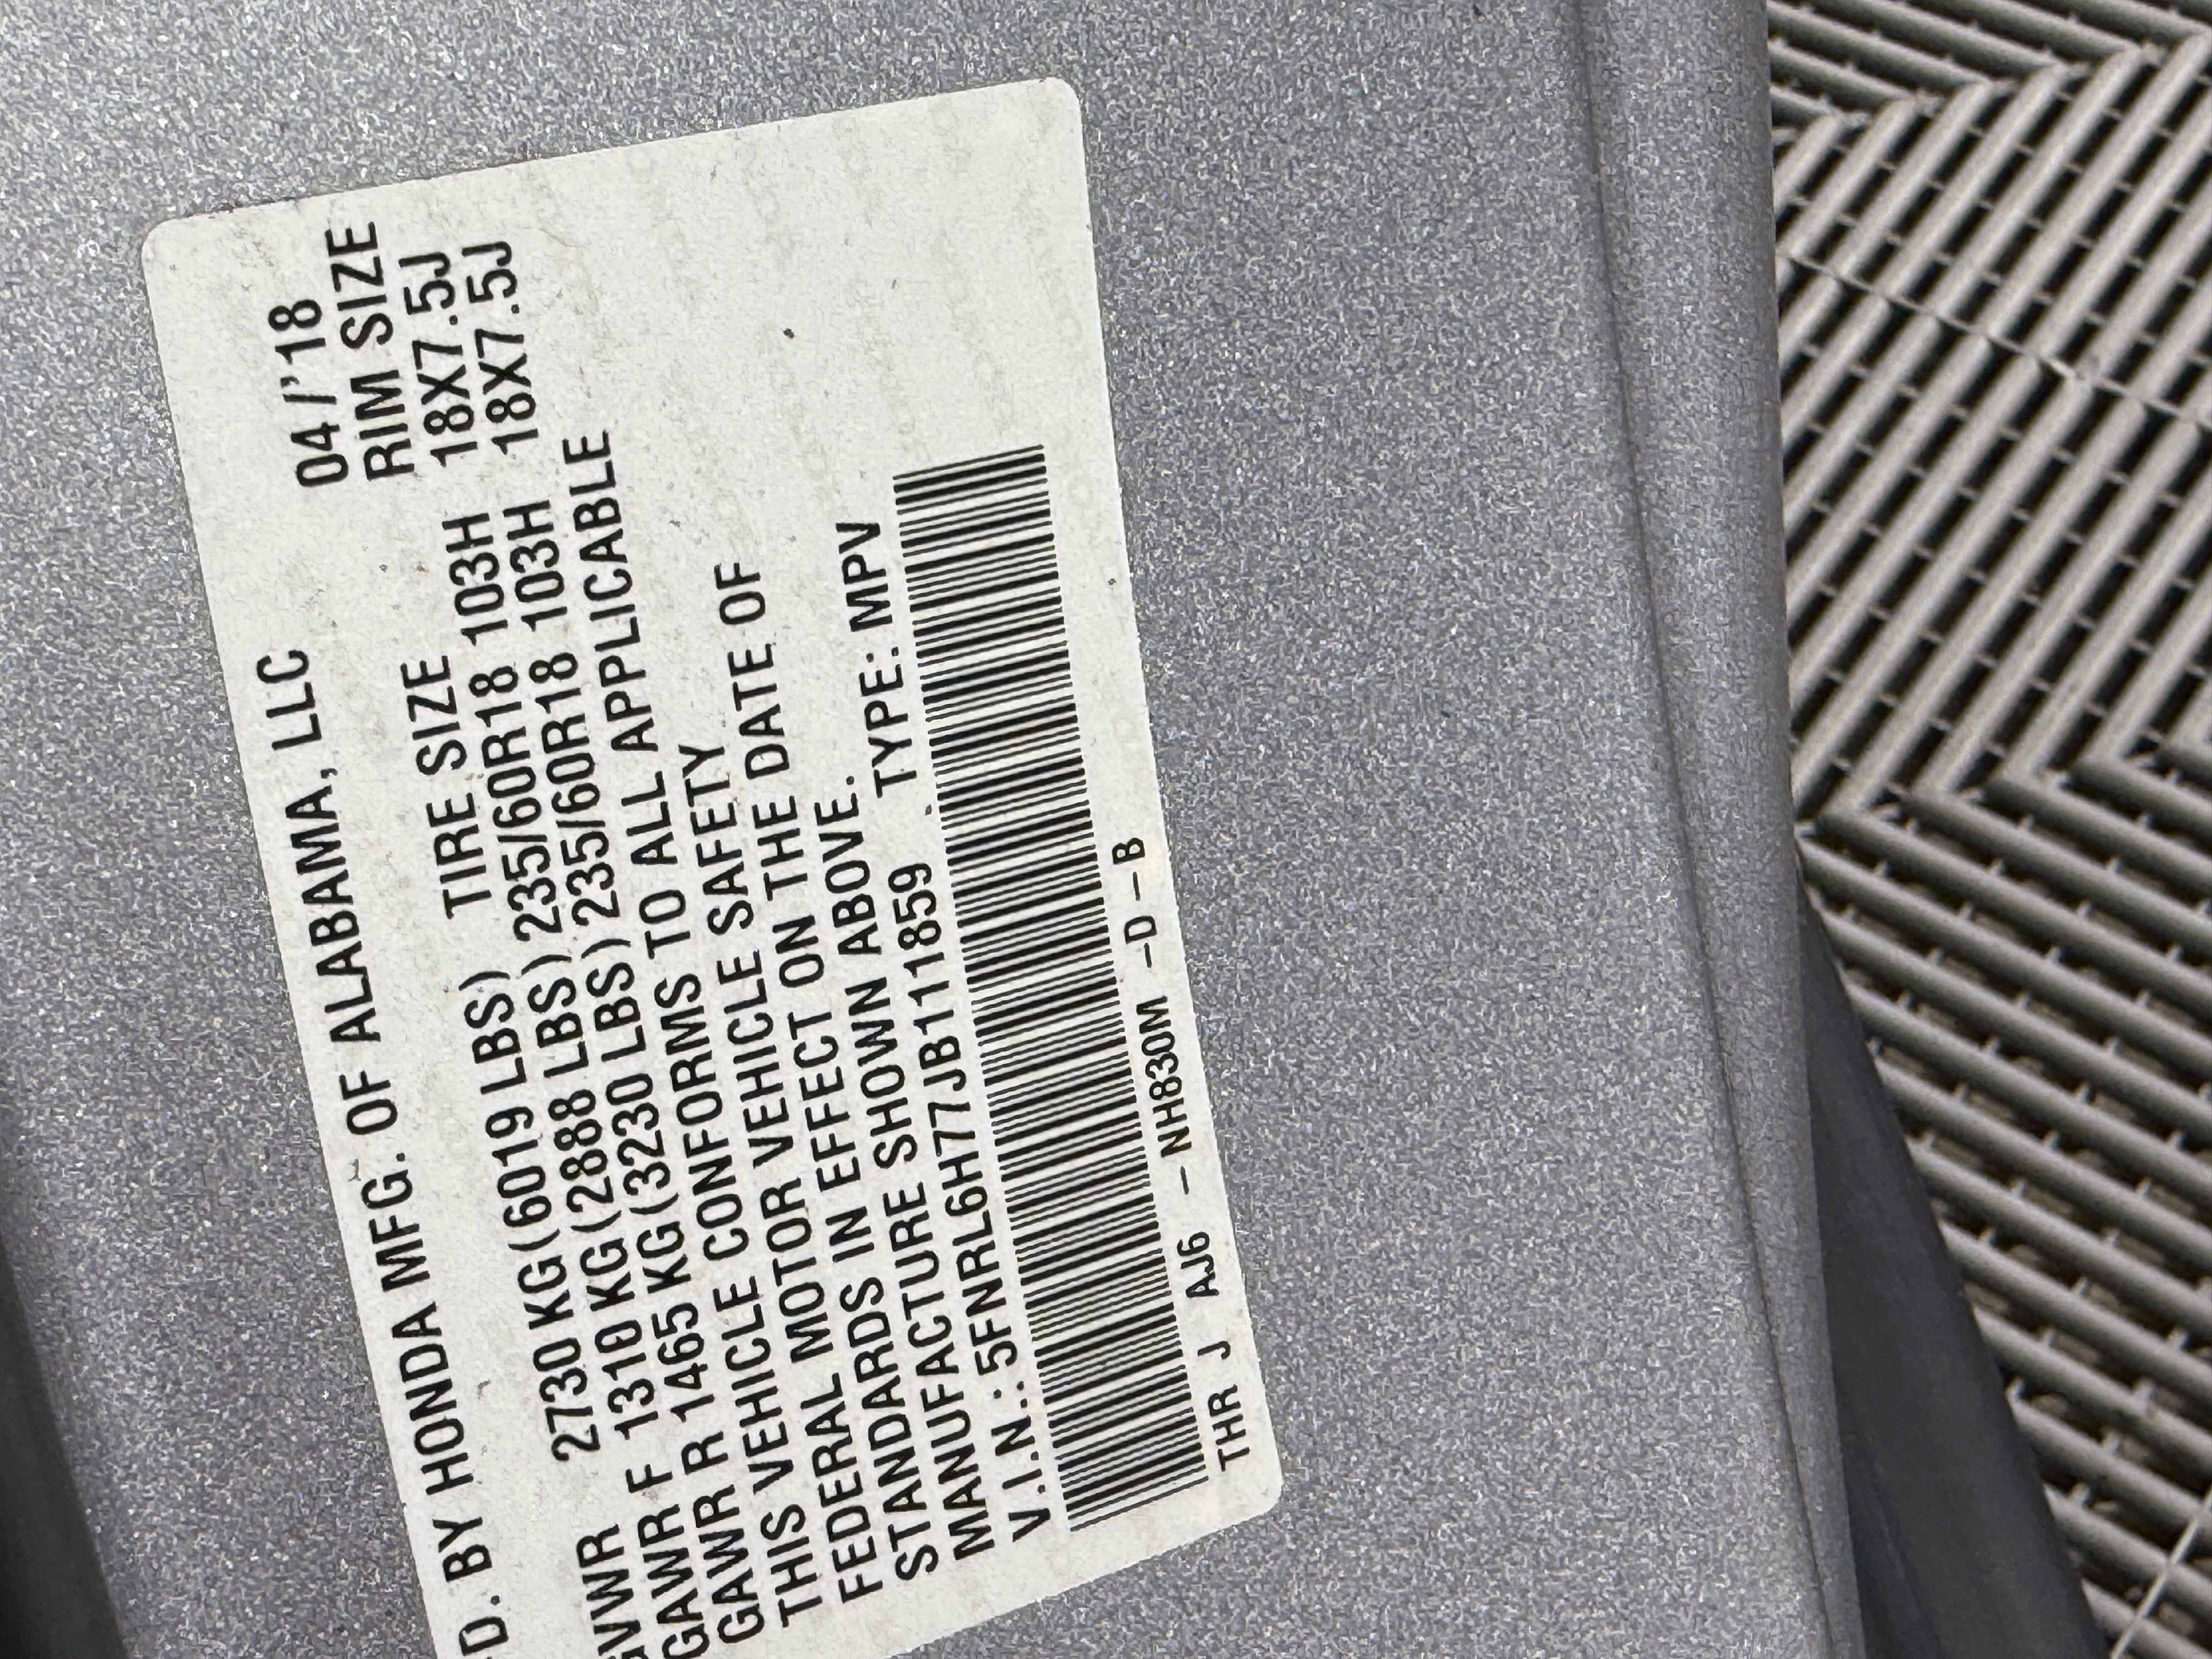 D. BY HONDA MFG. OF ALABAMA, LLC 04/'18
GVWR 2730 KG(6019 LBS) TIRE SIZE RIM SIZE
GAWR F 1310 KG(2888 LBS) 235/60R18 103H 18X7.5J
GAWR R 1465 KG(3230 LBS) 235/60R18 103H 18X7.5J
THIS VEHICLE CONFORMS TO ALL APPLICABLE
FEDERAL MOTOR VEHICLE SAFETY
STANDARDS IN EFFECT ON THE DATE OF
MANUFACTURE SHOWN ABOVE.
V.I.N.:5FNRL6H77JB111859 TYPE: MPV
THR J AJ6 -NH830M -D-B